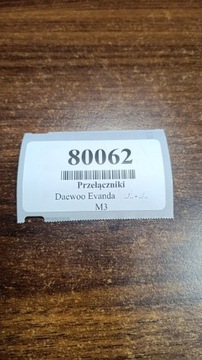 80062
Przełączniki
Daewoo Evanda
M3